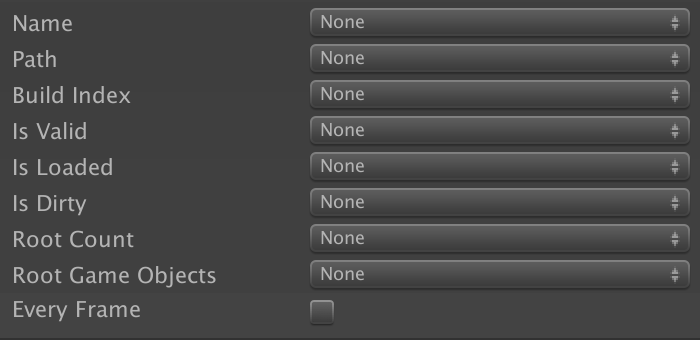 Name None
Path None
Build Index None
Is Valid None
Is Loaded None
Is Dirty None
Root Count None
Root Game Objects None
Every Frame